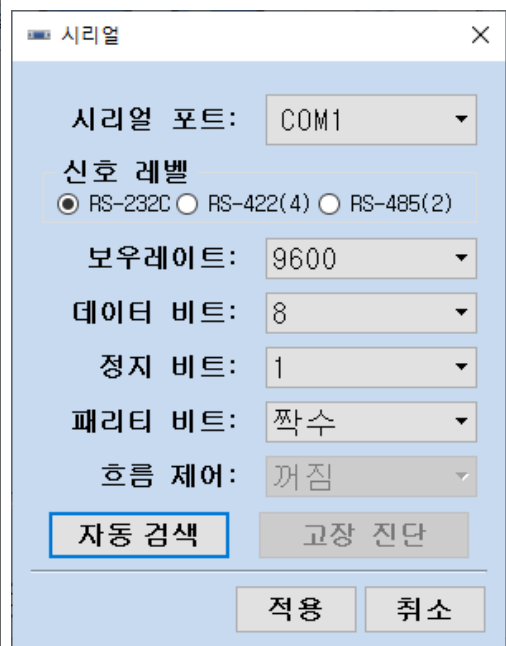 시리얼
시리얼 포트: COM1
신호 레벨
RS-232C RS-422(4) RS-485(2)
보우레이트: 9600
데이터 비트: 8
정지 비트: 1
패리티 비트: 짝수
흐름 제어: 꺼짐
자동 검색 고장 진단
적용 취소